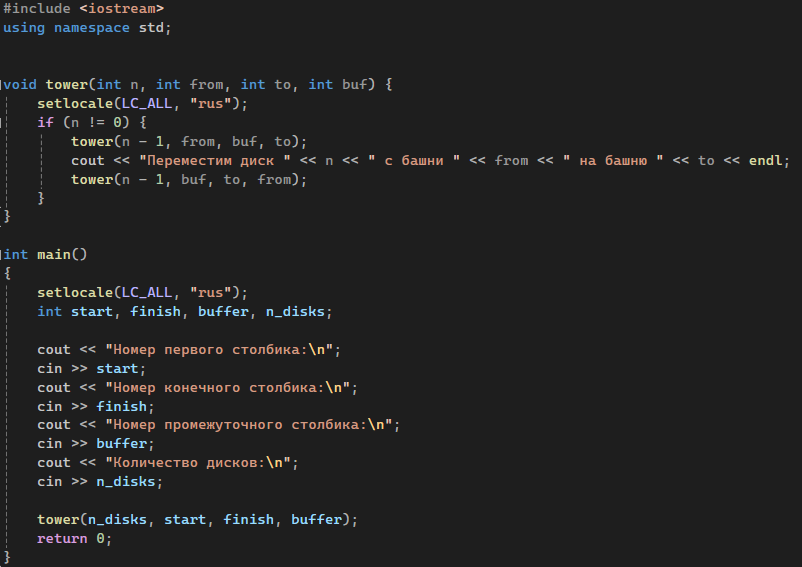 #include <iostream>
using namespace std;
void tower(int n, int from, int to, int buf) {
    setlocale(LC_ALL, "rus");
    if (n != 0) {
        tower(n - 1, from, buf, to);
        cout << "Переместим диск " << n << " с башни " << from << " на башню " << to << endl;
        tower(n - 1, buf, to, from);
    }
}
int main()
{
    setlocale(LC_ALL, "rus");
    int start, finish, buffer, n_disks;
    cout << "Номер первого столбика:\n";
    cin >> start;
    cout << "Номер конечного столбика:\n";
    cin >> finish;
    cout << "Номер промежуточного столбика:\n";
    cin >> buffer;
    cout << "Количество дисков:\n";
    cin >> n_disks;
    tower(n_disks, start, finish, buffer);
    return 0;
}